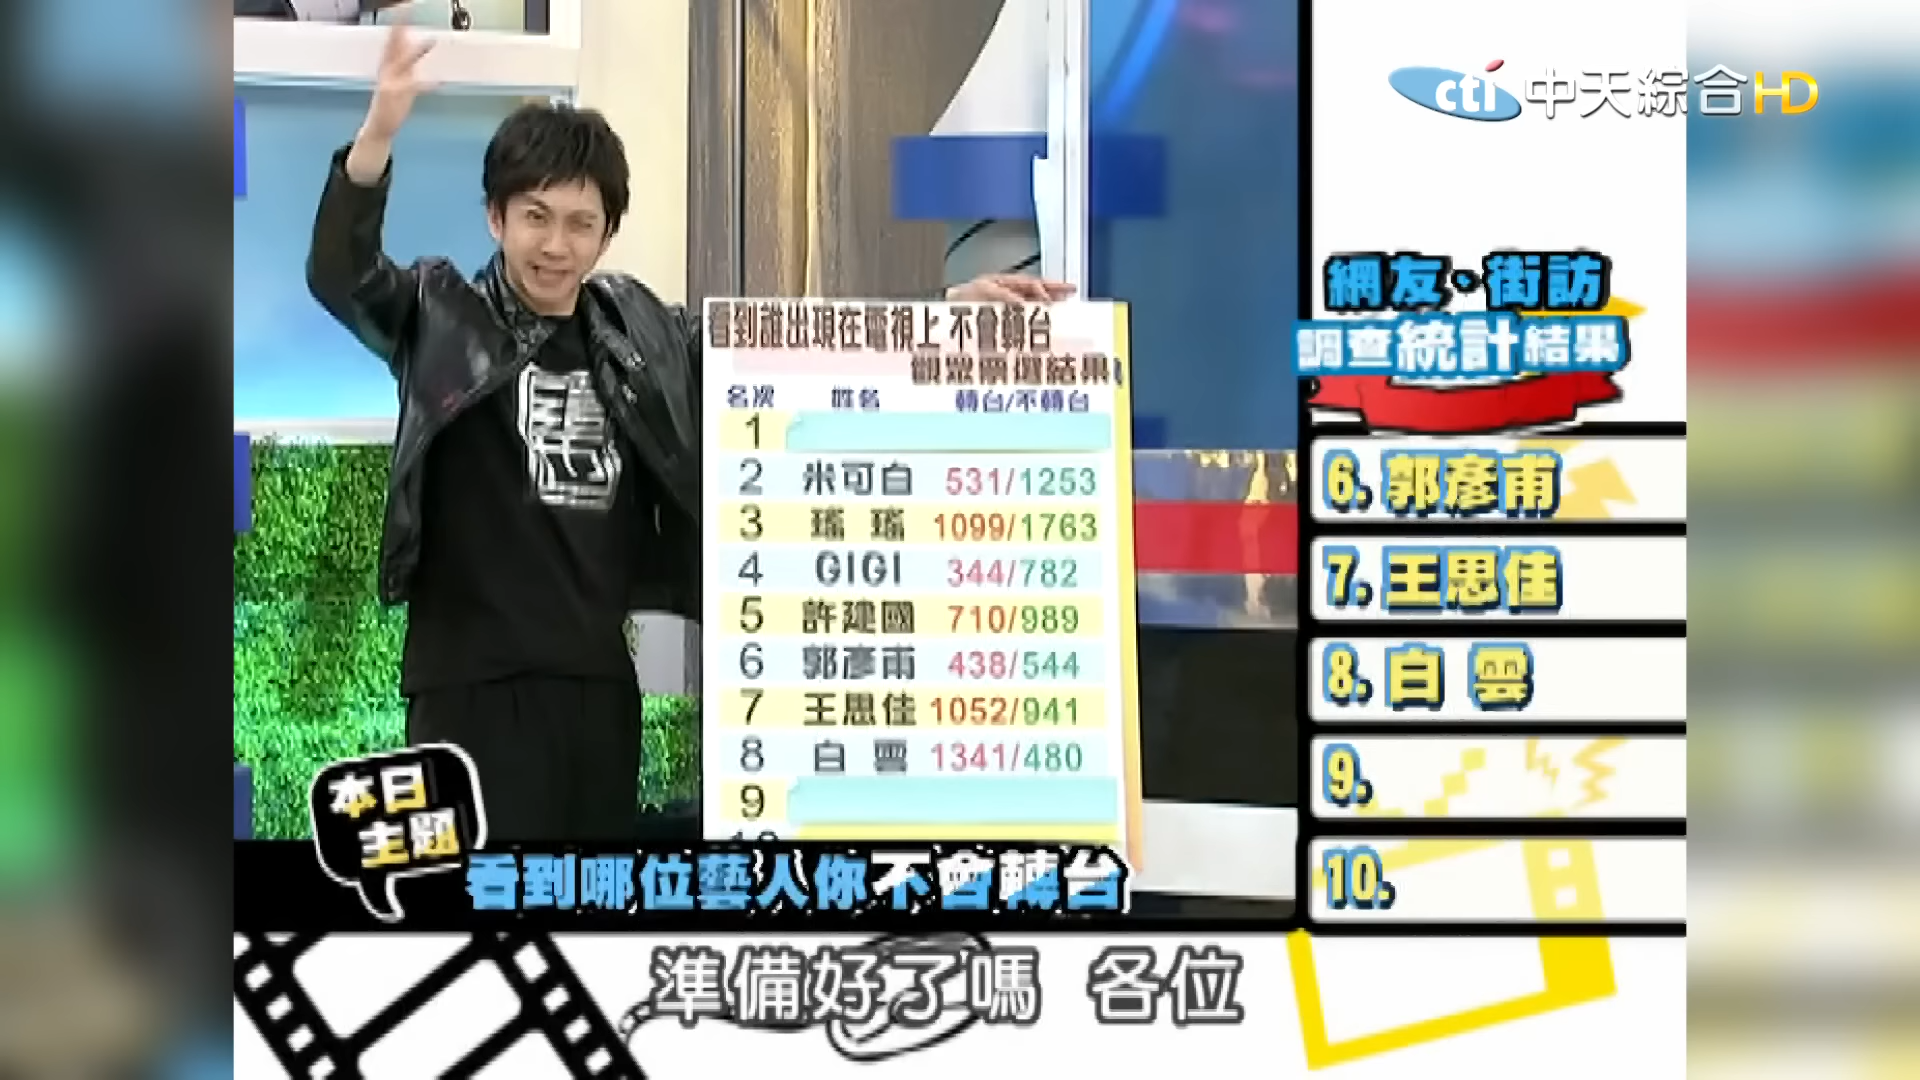 cti 中天綜合HD
網友、街訪
調查統計結果
6. 郭彥甫
7. 王思佳
8. 白 雲
9.
10.
看到誰出現在電視上 不會轉台
觀眾票選結果!
名次 姓名 轉台/不轉台
1
2 米可白 531/1253
3 瑤 瑤 1099/1763
4 GIGI 344/782
5 許建國 710/989
6 郭彥甫 438/544
7 王思佳 1052/941
8 白 雲 1341/480
9
10
本日
主題
看到哪位藝人你不會轉台
準備好了嗎 各位